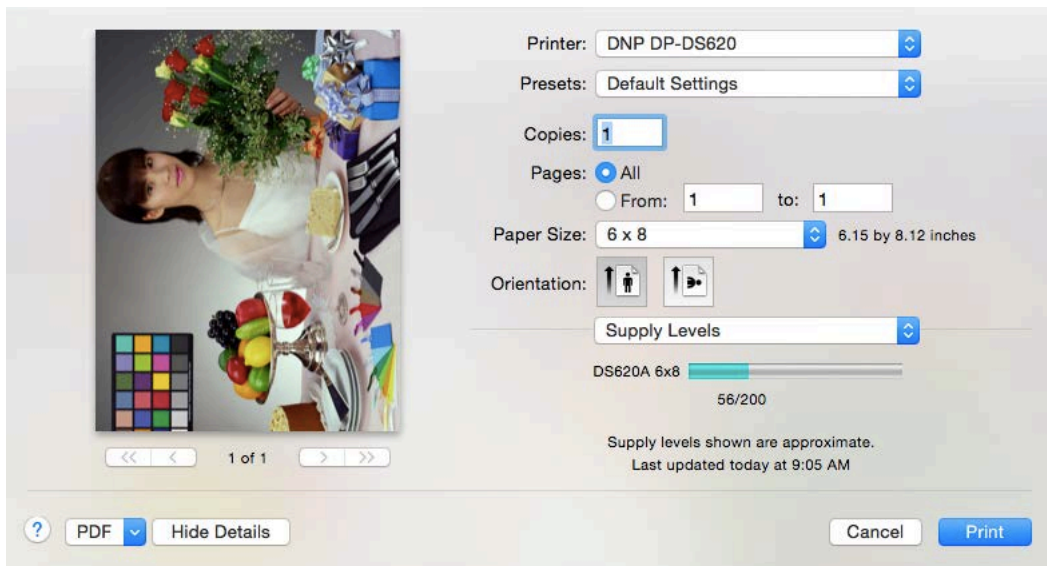 Printer: DNP DP-DS620
Presets: Default Settings
Copies: 1
Pages: All
From: 1 to: 1
Paper Size: 6 x 8 6.15 by 8.12 inches
Orientation:
Supply Levels
DS620A 6x8
56/200
Supply levels shown are approximate.
Last updated today at 9:05 AM
<< < 1 of 1 > >>
? PDF Hide Details Cancel Print